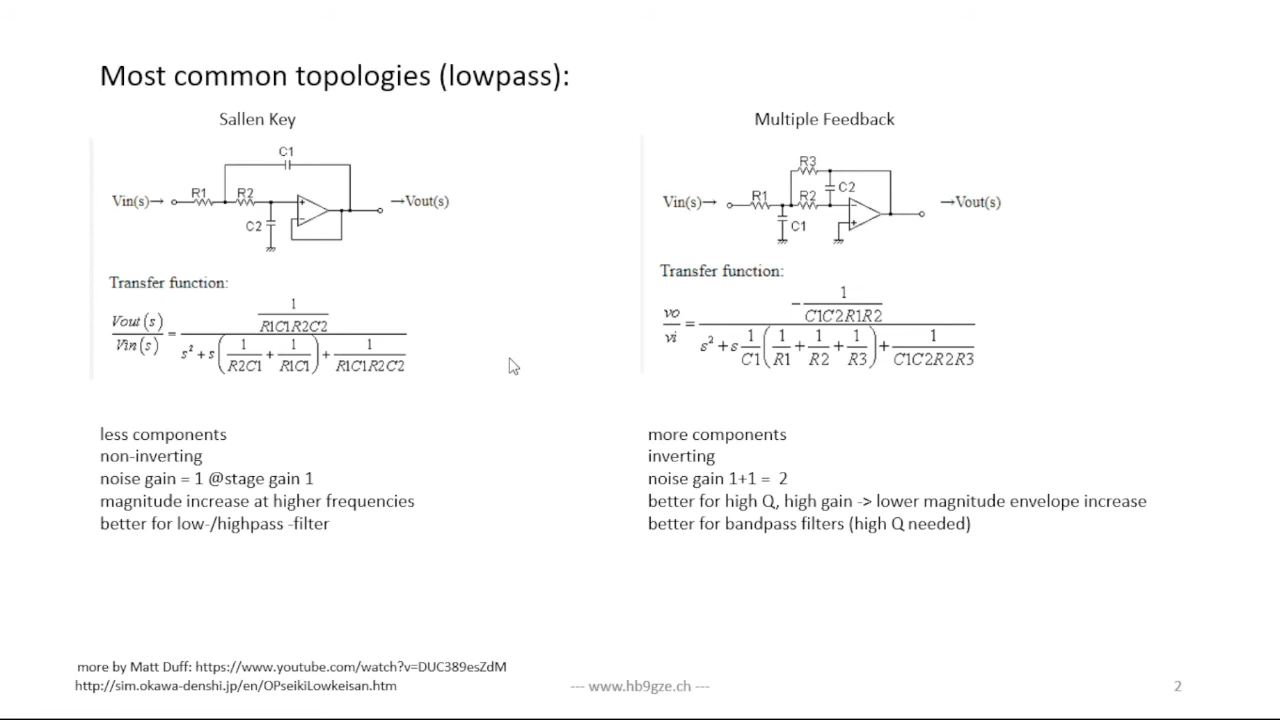 Most common topologies (lowpass):
Sallen Key
C1
Vin(s)→ R1 R2 + - →Vout(s)
C2
Transfer function:
Vout(s)/Vin(s) = (1/(R1C1R2C2)) / (s² + s(1/(R2C1) + 1/(R1C1)) + 1/(R1C1R2C2))
less components
non-inverting
noise gain = 1 @stage gain 1
magnitude increase at higher frequencies
better for low-/highpass -filter
Multiple Feedback
R3
C2
Vin(s)→ R1 R2 - + →Vout(s)
C1
Transfer function:
vo/vi = (-1/(C1C2R1R2)) / (s² + s 1/C1 (1/R1 + 1/R2 + 1/R3) + 1/(C1C2R2R3))
more components
inverting
noise gain 1+1 = 2
better for high Q, high gain -> lower magnitude envelope increase
better for bandpass filters (high Q needed)
more by Matt Duff: https://www.youtube.com/watch?v=DUC389esZdM
http://sim.okawa-denshi.jp/en/OPseikiLowkeisan.htm
--- www.hb9gze.ch ---
2